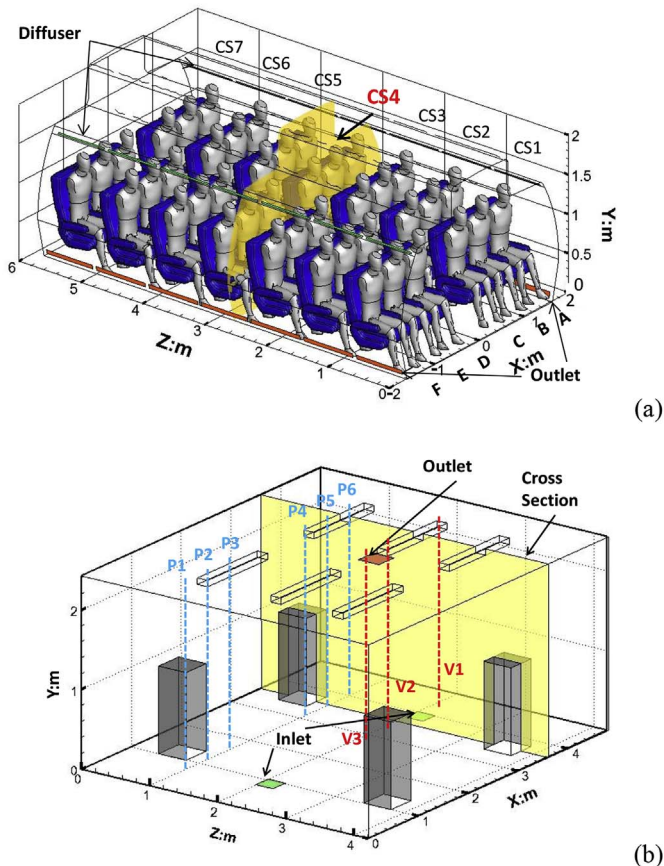 Diffuser
CS7
CS6
CS5
CS4
CS3
CS2
CS1
2
1.5
1
0.5
0
Y:m
6
5
4
3
2
1
0
Z:m
-2
-1
0
1
2
X:m
F
E
D
C
B
A
Outlet
(a)
Outlet
Cross
Section
P1
P2
P3
P4
P5
P6
V1
V2
V3
Inlet
2
1
0
Y:m
0
1
2
3
4
Z:m
0
1
2
3
4
X:m
(b)